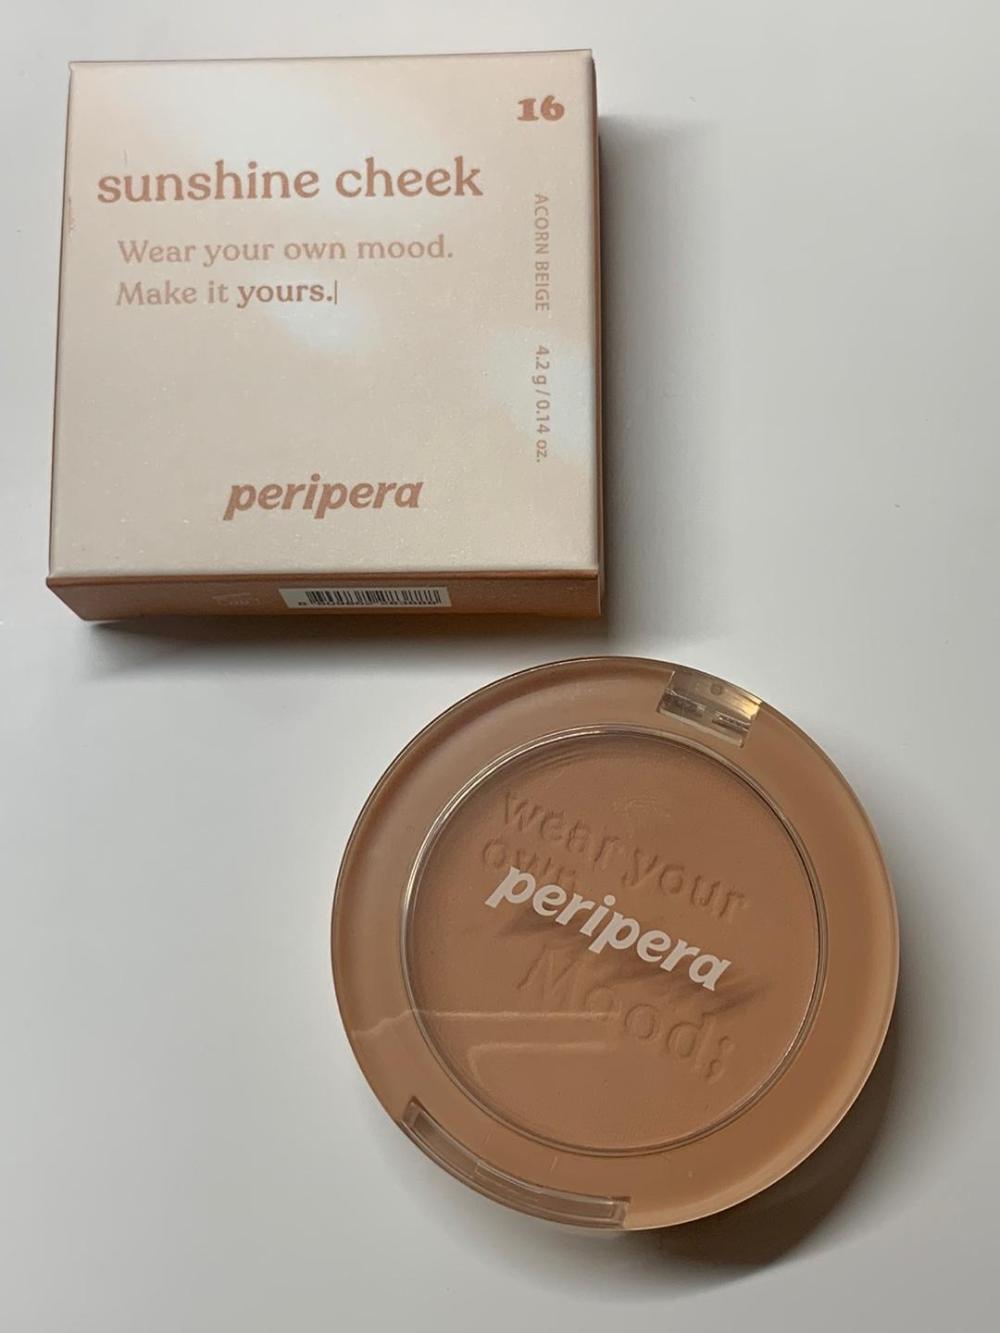 16
sunshine cheek
Wear your own mood.
Make it yours.|
ACORN BEIGE 4.2 g / 0.14 oz.
peripera
wear your
own
peripera
Mood;